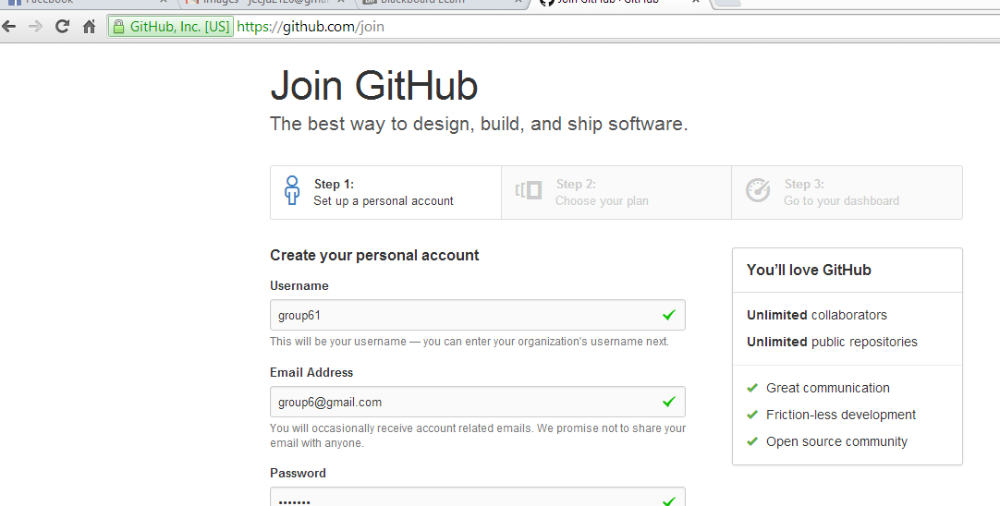 Facebook
Images -
Blackboard Learn
Join GitHub · GitHub
GitHub, Inc. [US] https://github.com/join
Join GitHub
The best way to design, build, and ship software.
Step 1:
Set up a personal account
Step 2:
Choose your plan
Step 3:
Go to your dashboard
Create your personal account
Username
group61
This will be your username — you can enter your organization's username next.
Email Address
group6@gmail.com
You will occasionally receive account related emails. We promise not to share your
email with anyone.
Password
•••••••
You'll love GitHub
Unlimited collaborators
Unlimited public repositories
Great communication
Friction-less development
Open source community